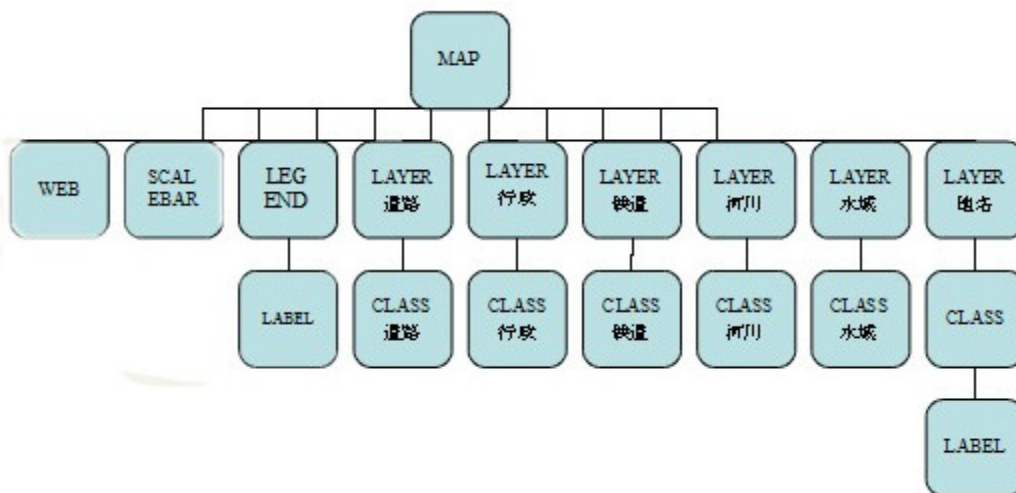 MAP
WEB
SCAL
EBAR
LEG
END
LAYER
道路
LAYER
行政
LAYER
鉄道
LAYER
河川
LAYER
水域
LAYER
地名
LABEL
CLASS
道路
CLASS
行政
CLASS
鉄道
CLASS
河川
CLASS
水域
CLASS
LABEL